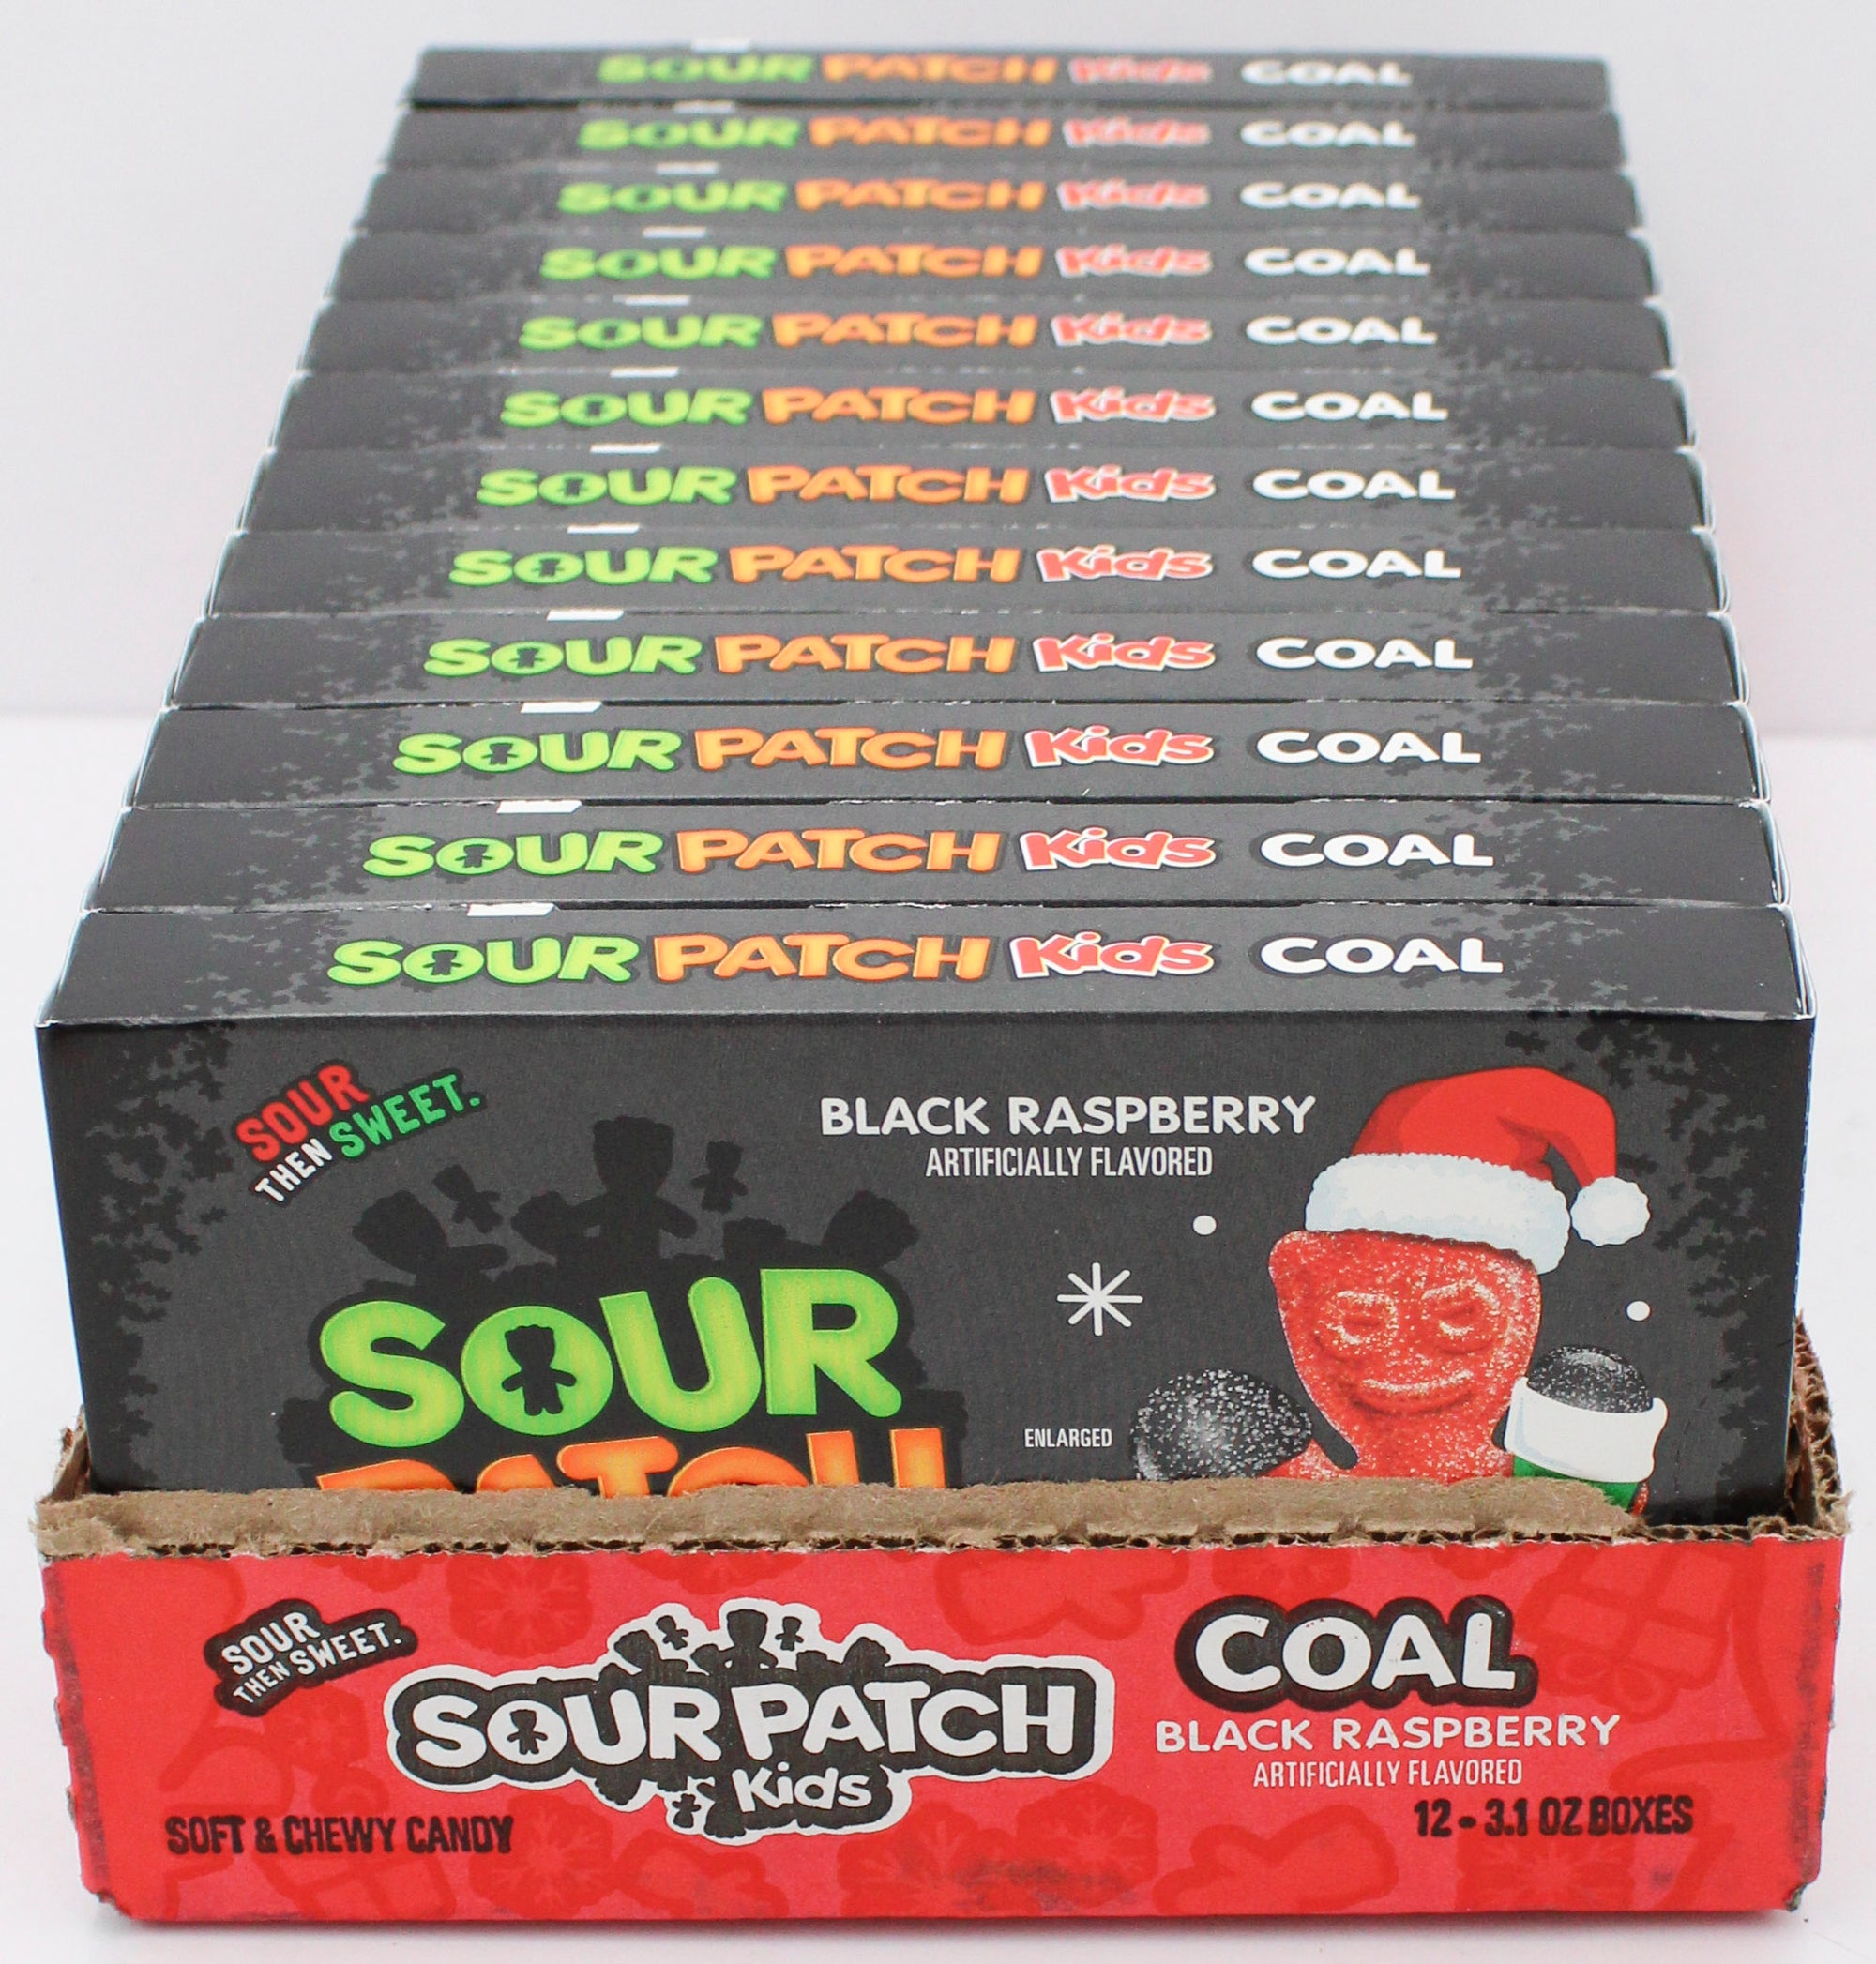 SOUR PATCH Kids COAL
SOUR PATCH Kids COAL
SOUR PATCH Kids COAL
SOUR PATCH Kids COAL
SOUR PATCH Kids COAL
SOUR PATCH Kids COAL
SOUR PATCH Kids COAL
SOUR PATCH Kids COAL
SOUR PATCH Kids COAL
SOUR PATCH Kids COAL
SOUR PATCH Kids COAL
SOUR PATCH Kids COAL
SOUR
THEN SWEET.
BLACK RASPBERRY
ARTIFICIALLY FLAVORED
SOUR
PATCH
ENLARGED
SOUR
THEN SWEET.
SOUR PATCH
Kids
COAL
BLACK RASPBERRY
ARTIFICIALLY FLAVORED
SOFT & CHEWY CANDY
12 - 3.1 OZ BOXES